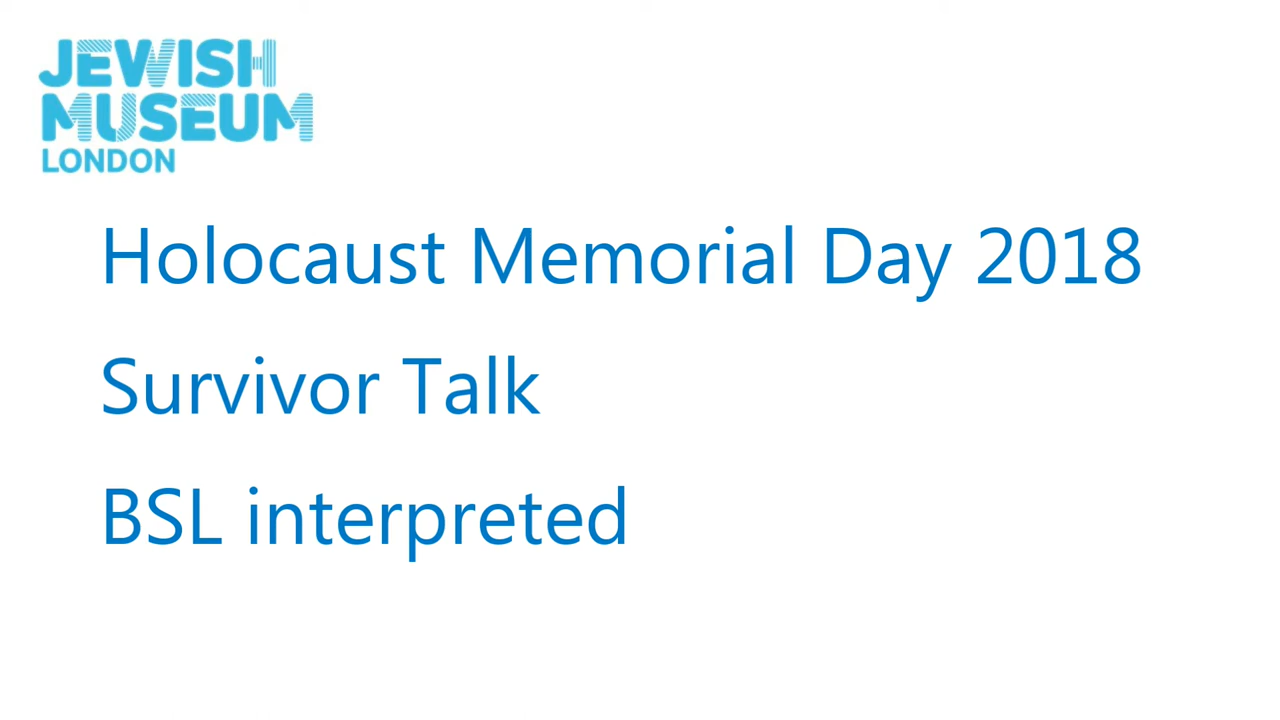 JEWISH
MUSEUM
LONDON
Holocaust Memorial Day 2018
Survivor Talk
BSL interpreted